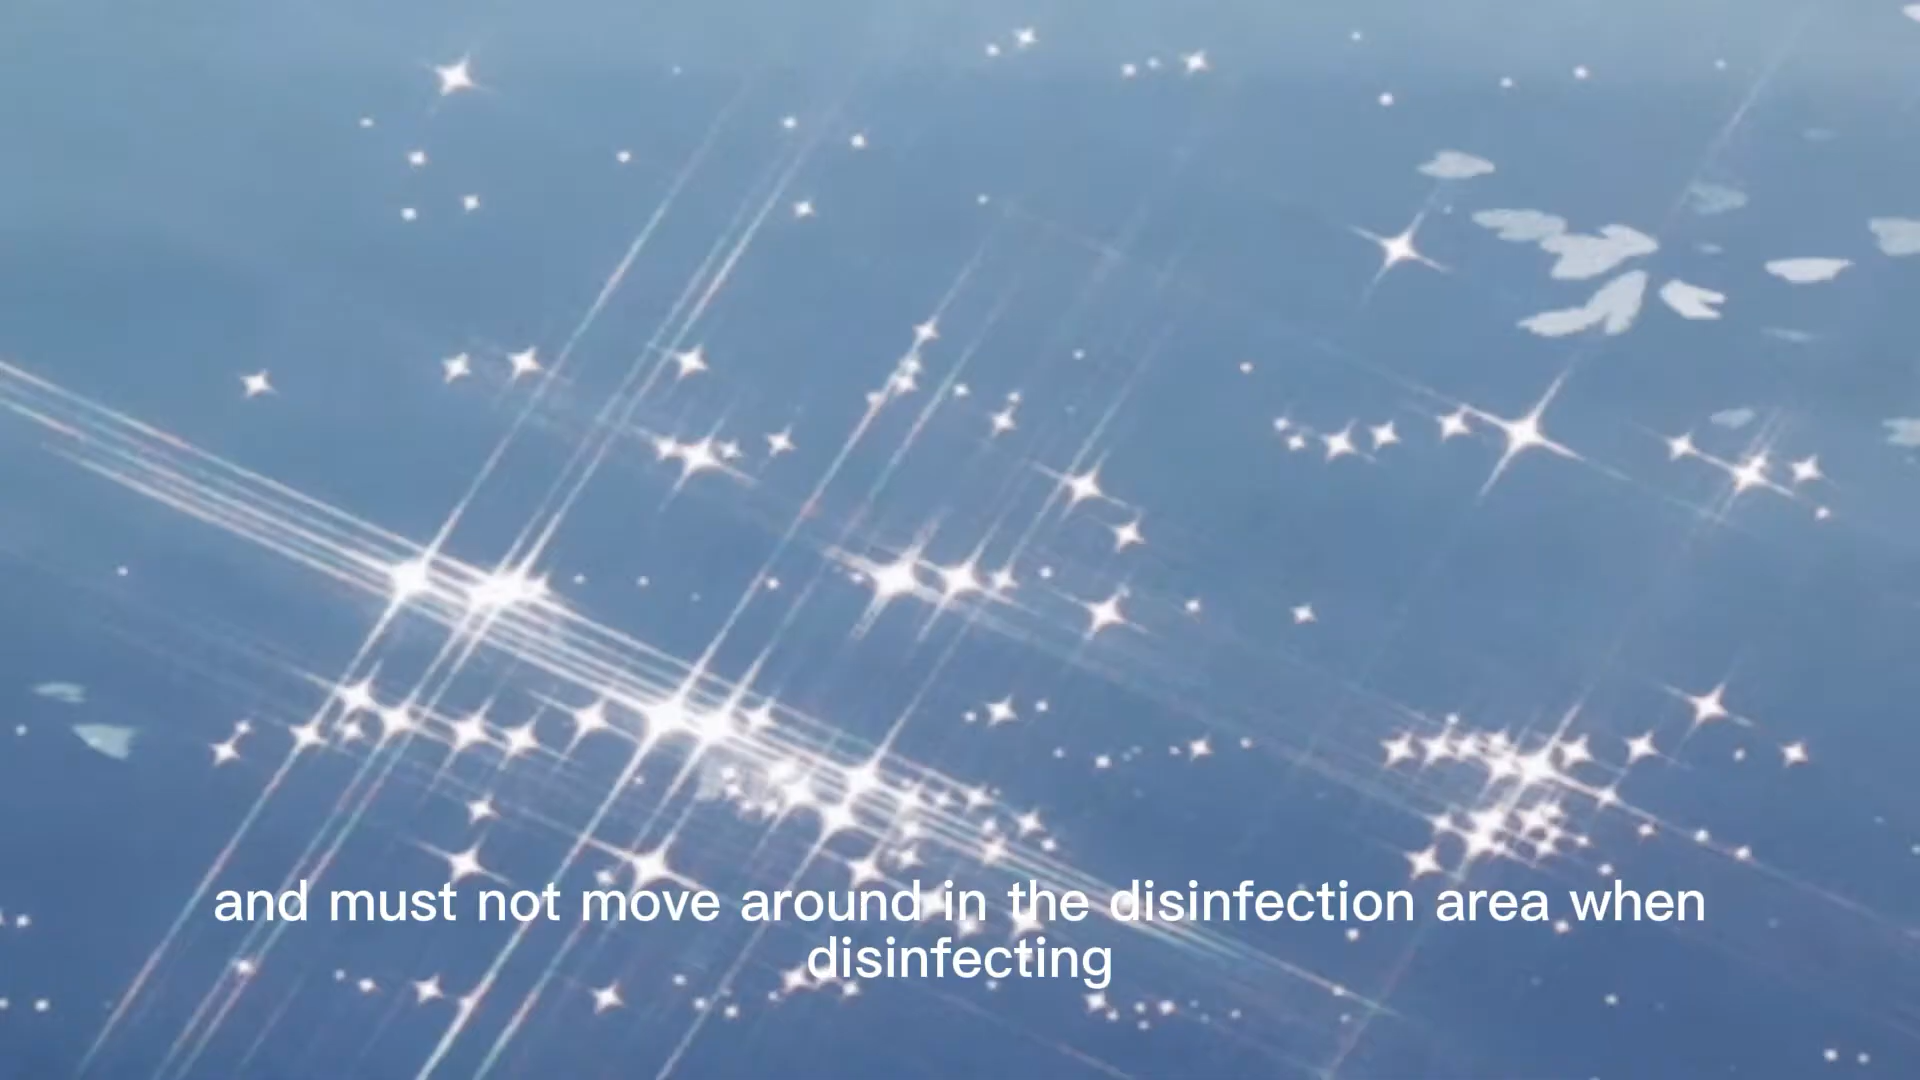 and must not move around in the disinfection area when
disinfecting